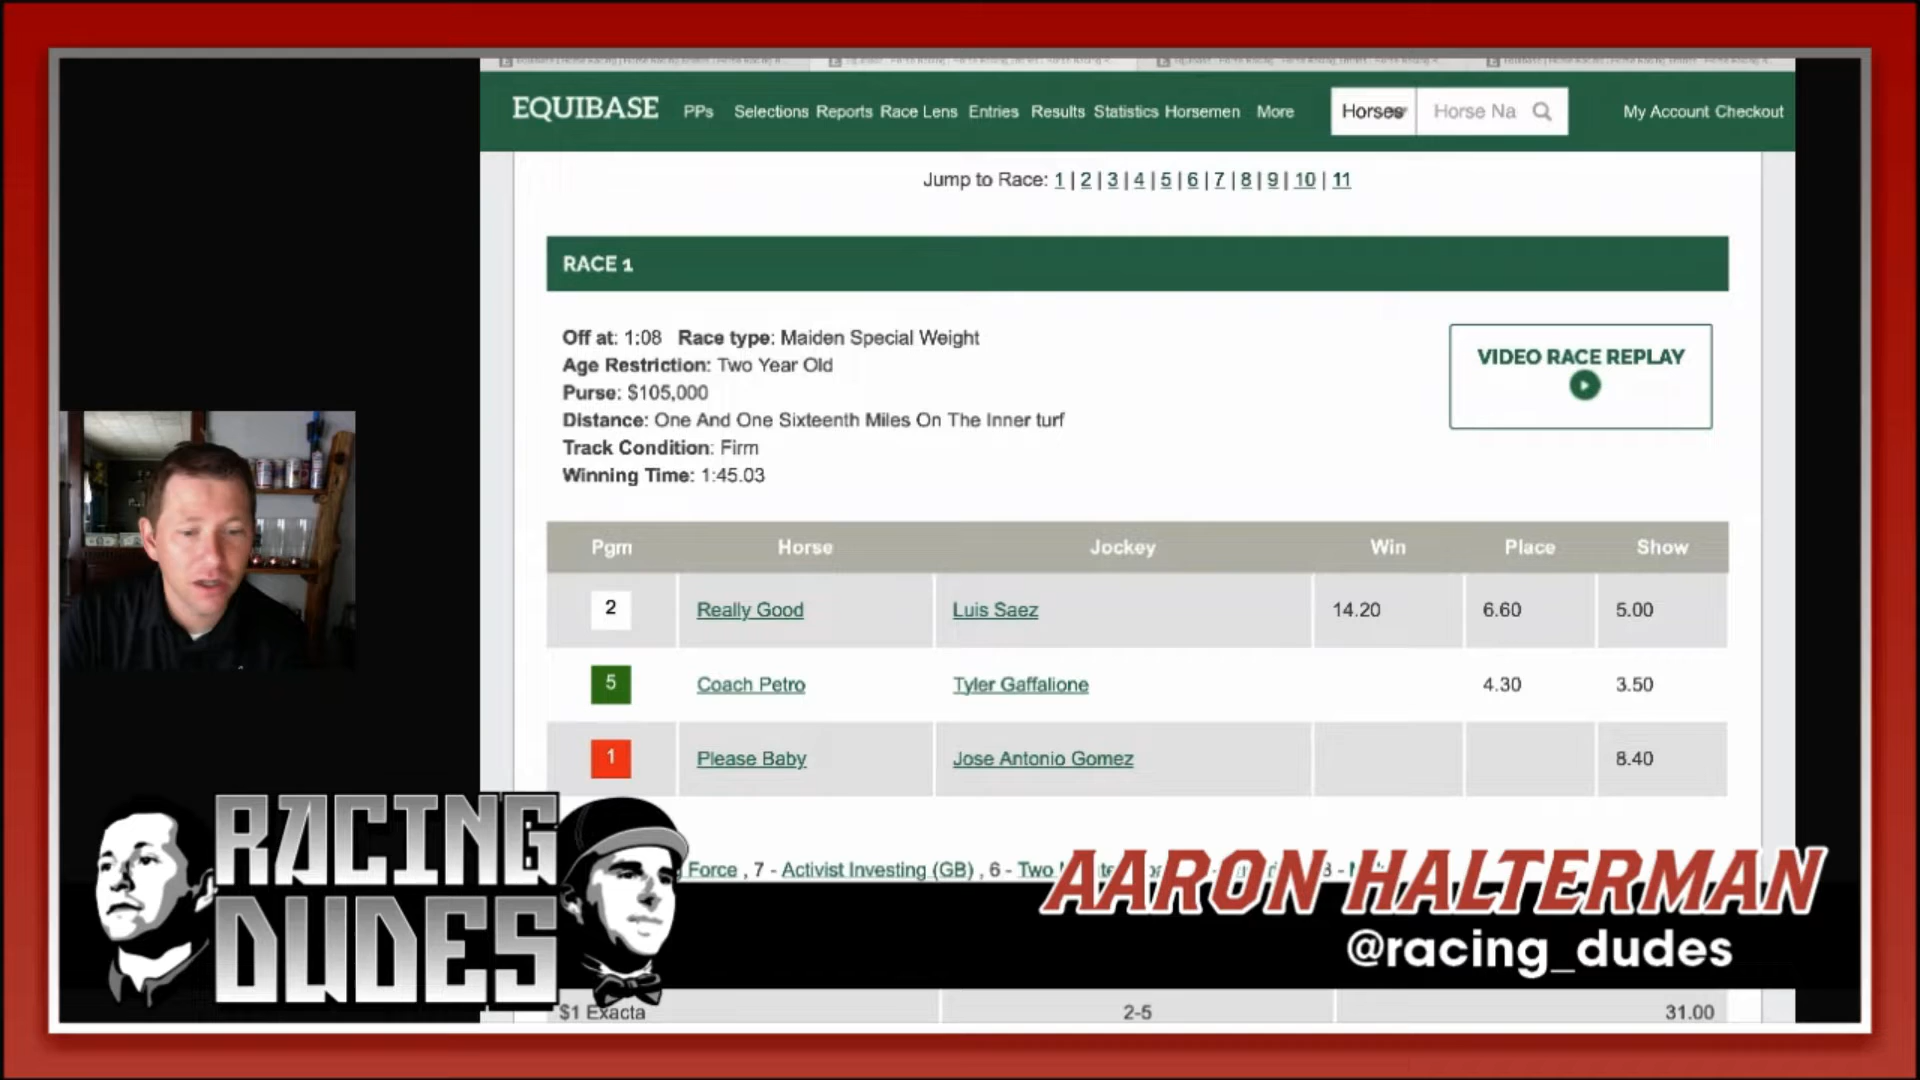 EQUIBASE PPs Selections Reports Race Lens Entries Results Statistics Horsemen More Horses Horse Na My Account Checkout
Jump to Race: 1 | 2 | 3 | 4 | 5 | 6 | 7 | 8 | 9 | 10 | 11
RACE 1
Off at: 1:08 Race type: Maiden Special Weight
Age Restriction: Two Year Old
Purse: $105,000
Distance: One And One Sixteenth Miles On The Inner turf
Track Condition: Firm
Winning Time: 1:45.03
VIDEO RACE REPLAY
Pgm Horse Jockey Win Place Show
2 Really Good Luis Saez 14.20 6.60 5.00
5 Coach Petro Tyler Gaffalione 4.30 3.50
1 Please Baby Jose Antonio Gomez 8.40
Force , 7 - Activist Investing (GB) , 6 - Two
RACING
DUDES
AARON HALTERMAN
@racing_dudes
$1 Exacta 2-5 31.00